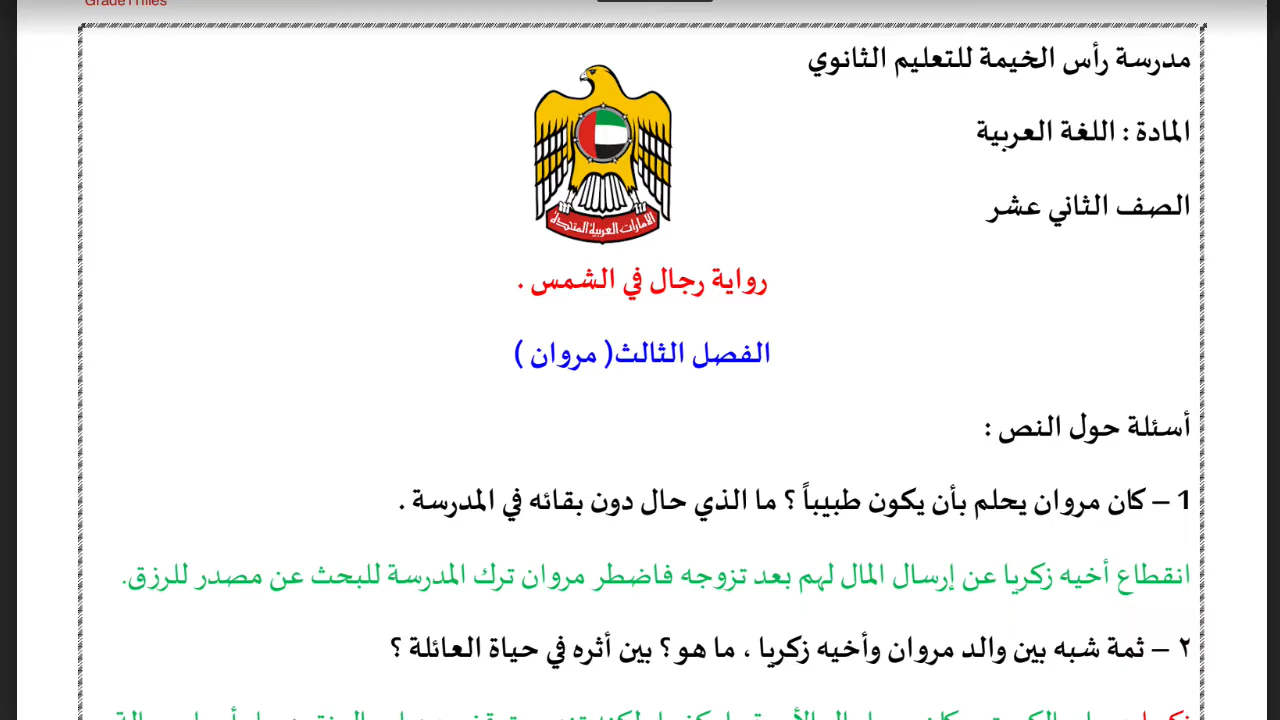 مدرسة رأس الخيمة للتعليم الثانوي
المادة : اللغة العربية
الصف الثاني عشر
الامارات العربية المتحدة
رواية رجال في الشمس .
الفصل الثالث( مروان )
أسئلة حول النص :
1 – كان مروان يحلم بأن يكون طبيباً ؟ ما الذي حال دون بقائه في المدرسة .
انقطاع أخيه زكريا عن إرسال المال لهم بعد تزوجه فاضطر مروان ترك المدرسة للبحث عن مصدر للرزق.
٢ – ثمة شبه بين والد مروان وأخيه زكريا ، ما هو؟ بين أثره في حياة العائلة ؟